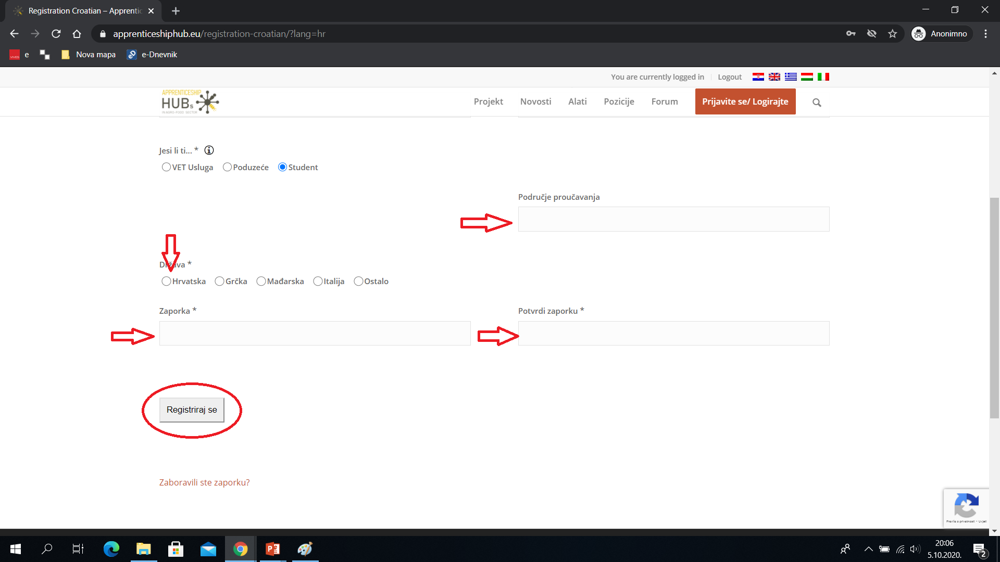 Registration Croatian – Apprentic
apprenticeshiphub.eu/registration-croatian/?lang=hr
Anonimno
VIVES
e
Nova mapa
e-Dnevnik
You are currently logged in
Logout
APPRENTICESHIP
HUBs
IN AGRO-FOOD SECTOR
Projekt
Novosti
Alati
Pozicije
Forum
Prijavite se/ Logirajte
Jesi li ti... *
VET Usluga
Poduzeće
Student
Područje proučavanja
Država *
Hrvatska
Grčka
Mađarska
Italija
Ostalo
Zaporka *
Potvrdi zaporku *
Registriraj se
Zaboravili ste zaporku?
Pravila o privatnosti • Uvjeti
20:06
5.10.2020.
2